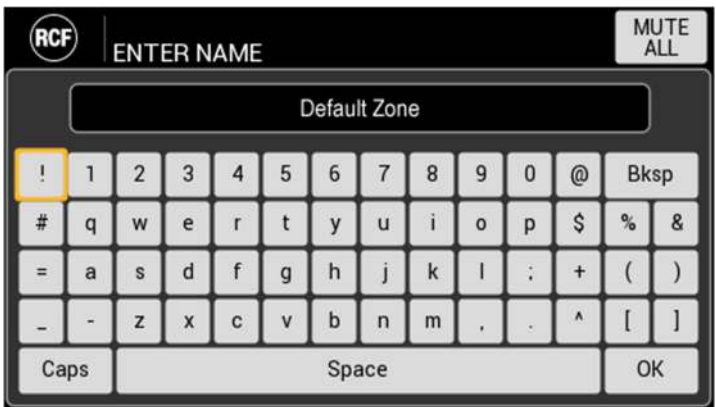 RCF
ENTER NAME
MUTE
ALL
Default Zone
! 1 2 3 4 5 6 7 8 9 0 @ Bksp
# q w e r t y u i o p $ % &
= a s d f g h j k l ; + ( )
_ - z x c v b n m , . ^ [ ]
Caps Space OK